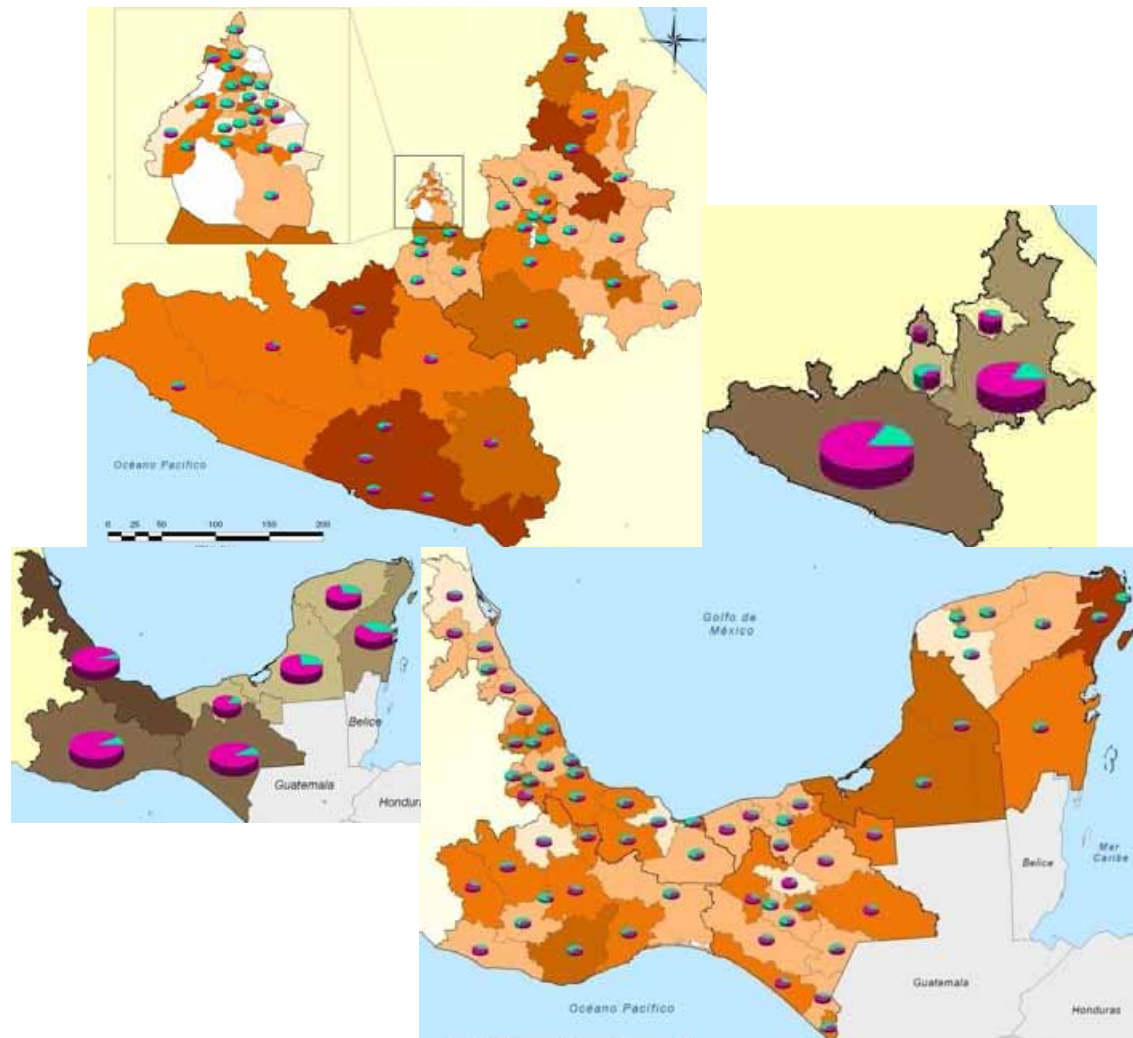 Océano Pacífico
0 25 50 100 150 200
Belice
Guatemala
Golfo de
México
Belice
Mar
Caribe
Guatemala
Océano Pacífico
Honduras